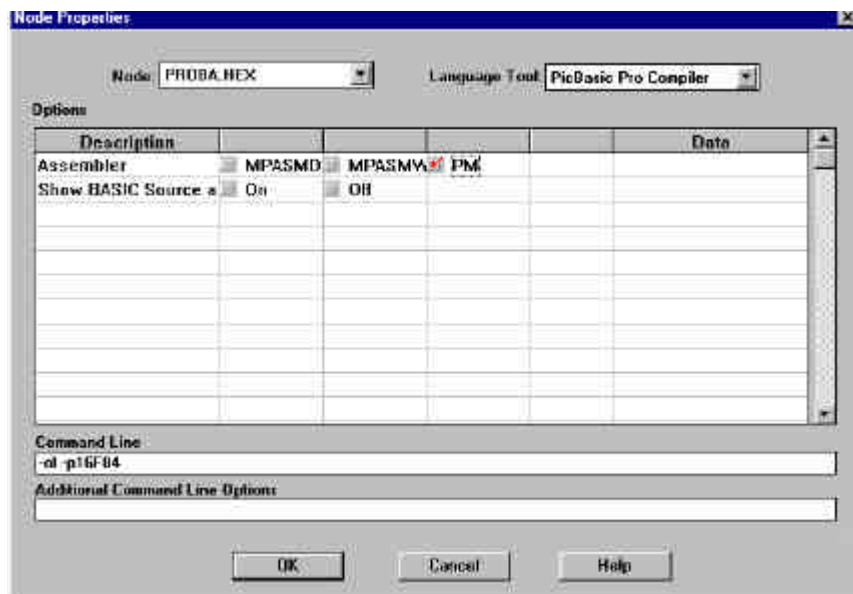 Node Properties
Node PROBA.HEX Language Tool PicBasic Pro Compiler
Options
Description Data
Assembler MPASMD MPASMW PM
Show BASIC Source a On Off
Command Line
-ol -p16F84
Additional Command Line Options
OK Cancel Help